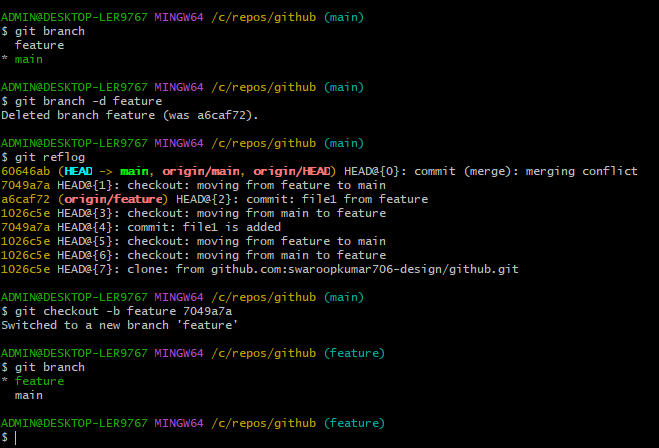 ADMIN@DESKTOP-LER9767 MINGW64 /c/repos/github (main)
$ git branch
  feature
* main
ADMIN@DESKTOP-LER9767 MINGW64 /c/repos/github (main)
$ git branch -d feature
Deleted branch feature (was a6caf72).
ADMIN@DESKTOP-LER9767 MINGW64 /c/repos/github (main)
$ git reflog
60646ab (HEAD -> main, origin/main, origin/HEAD) HEAD@{0}: commit (merge): merging conflict
7049a7a HEAD@{1}: checkout: moving from feature to main
a6caf72 (origin/feature) HEAD@{2}: commit: file1 from feature
1026c5e HEAD@{3}: checkout: moving from main to feature
7049a7a HEAD@{4}: commit: file1 is added
1026c5e HEAD@{5}: checkout: moving from feature to main
1026c5e HEAD@{6}: checkout: moving from main to feature
1026c5e HEAD@{7}: clone: from github.com:swaroopkumar706-design/github.git
ADMIN@DESKTOP-LER9767 MINGW64 /c/repos/github (main)
$ git checkout -b feature 7049a7a
Switched to a new branch 'feature'
ADMIN@DESKTOP-LER9767 MINGW64 /c/repos/github (feature)
$ git branch
* feature
  main
ADMIN@DESKTOP-LER9767 MINGW64 /c/repos/github (feature)
$